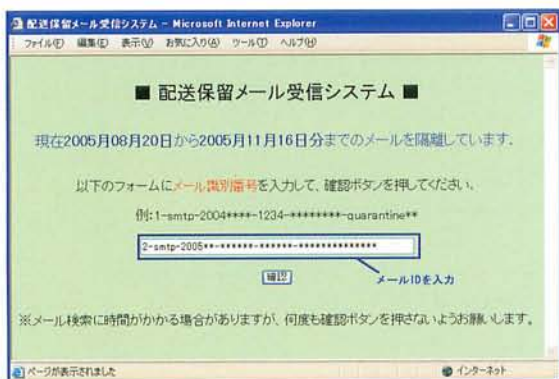 配送保留メール受信システム - Microsoft Internet Explorer
ファイル(F) 編集(E) 表示(V) お気に入り(A) ツール(T) ヘルプ(H)
■ 配送保留メール受信システム ■
現在2005月08月20日から2005月11月16日分までのメールを隔離しています.
以下のフォームにメール識別番号を入力して、確認ボタンを押してください。
例:1-smtp-2004****-1234-********-quarantine**
2-smtp-2005**-******-******-**************
確認
メールIDを入力
※メール検索に時間がかかる場合がありますが、何度も確認ボタンを押さないようお願いします。
ページが表示されました
インターネット